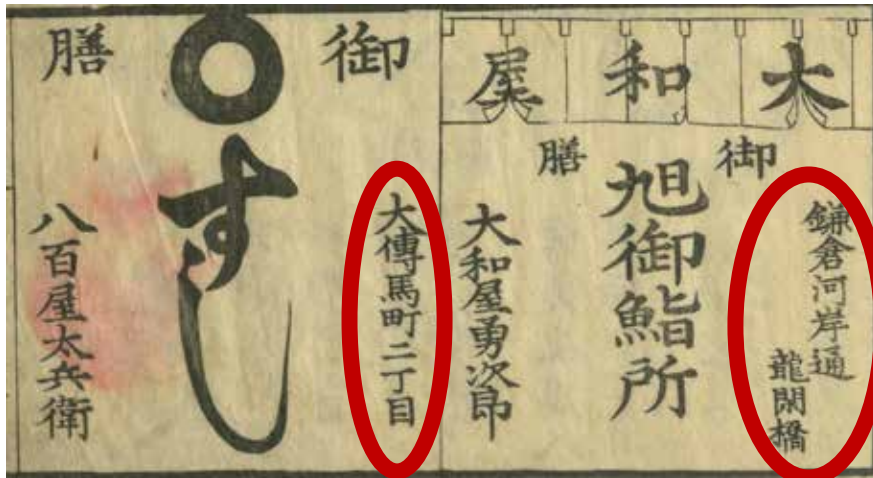 大和屋
鎌倉河岸通
龍閑橋
御膳
旭御鮨所
大和屋勇次郎
大傳馬町二丁目
御膳
すし
八百屋太兵衛